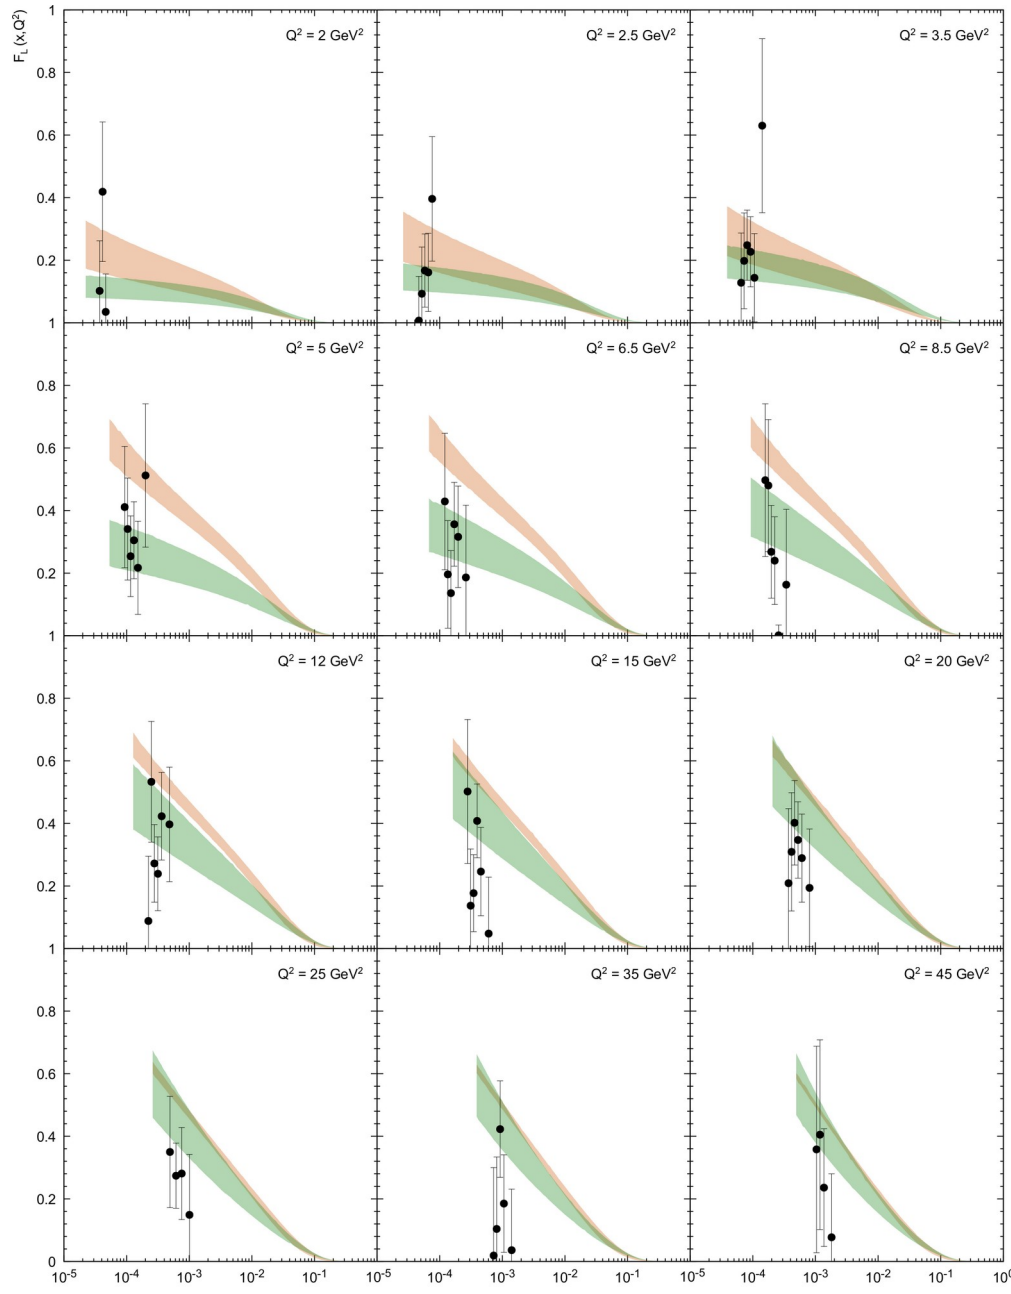 1
F_L (x,Q²)
Q² = 2 GeV²
Q² = 2.5 GeV²
Q² = 3.5 GeV²
0.8
0.6
0.4
0.2
1
Q² = 5 GeV²
Q² = 6.5 GeV²
Q² = 8.5 GeV²
0.8
0.6
0.4
0.2
1
Q² = 12 GeV²
Q² = 15 GeV²
Q² = 20 GeV²
0.8
0.6
0.4
0.2
1
Q² = 25 GeV²
Q² = 35 GeV²
Q² = 45 GeV²
0.8
0.6
0.4
0.2
0
10⁻⁵ 10⁻⁴ 10⁻³ 10⁻² 10⁻¹ 10⁻⁵ 10⁻⁴ 10⁻³ 10⁻² 10⁻¹ 10⁻⁵ 10⁻⁴ 10⁻³ 10⁻² 10⁻¹ 10⁰